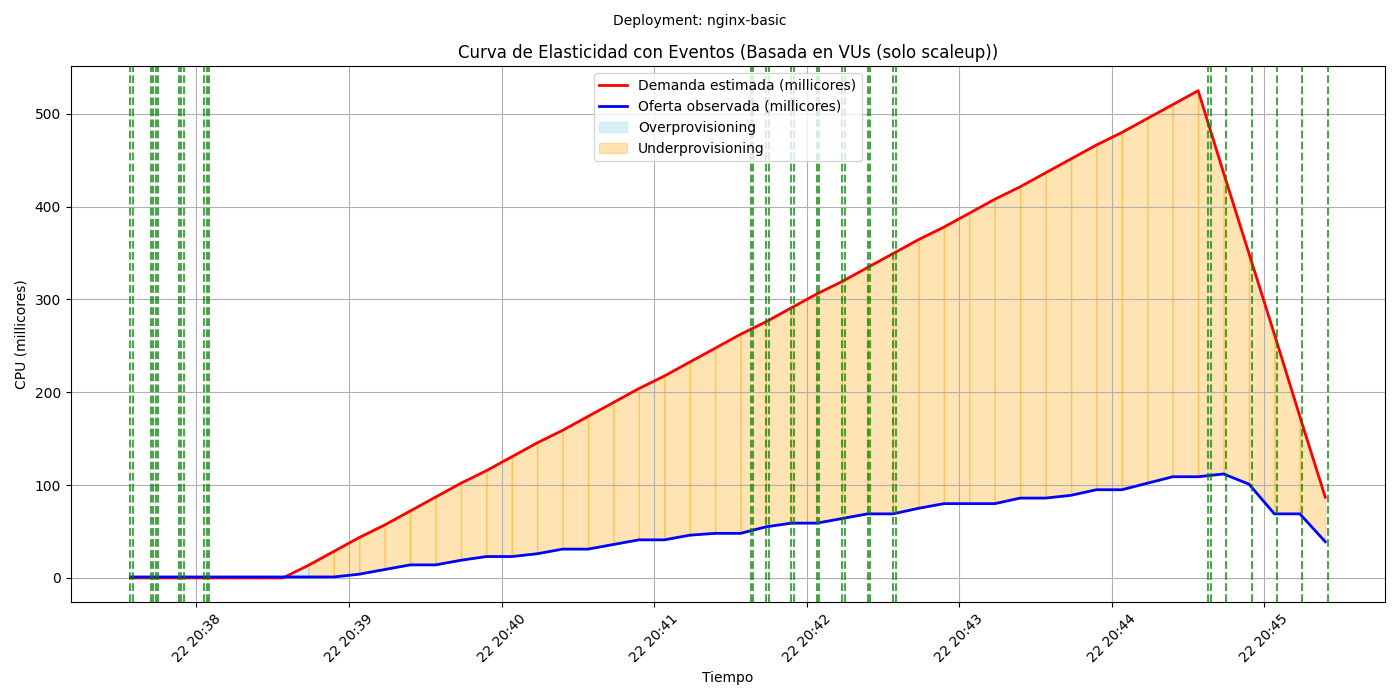 Deployment: nginx-basic
Curva de Elasticidad con Eventos (Basada en VUs (solo scaleup))
Demanda estimada (millicores)
Oferta observada (millicores)
Overprovisioning
Underprovisioning
CPU (millicores)
500
400
300
200
100
0
22 20:38
22 20:39
22 20:40
22 20:41
22 20:42
22 20:43
22 20:44
22 20:45
Tiempo